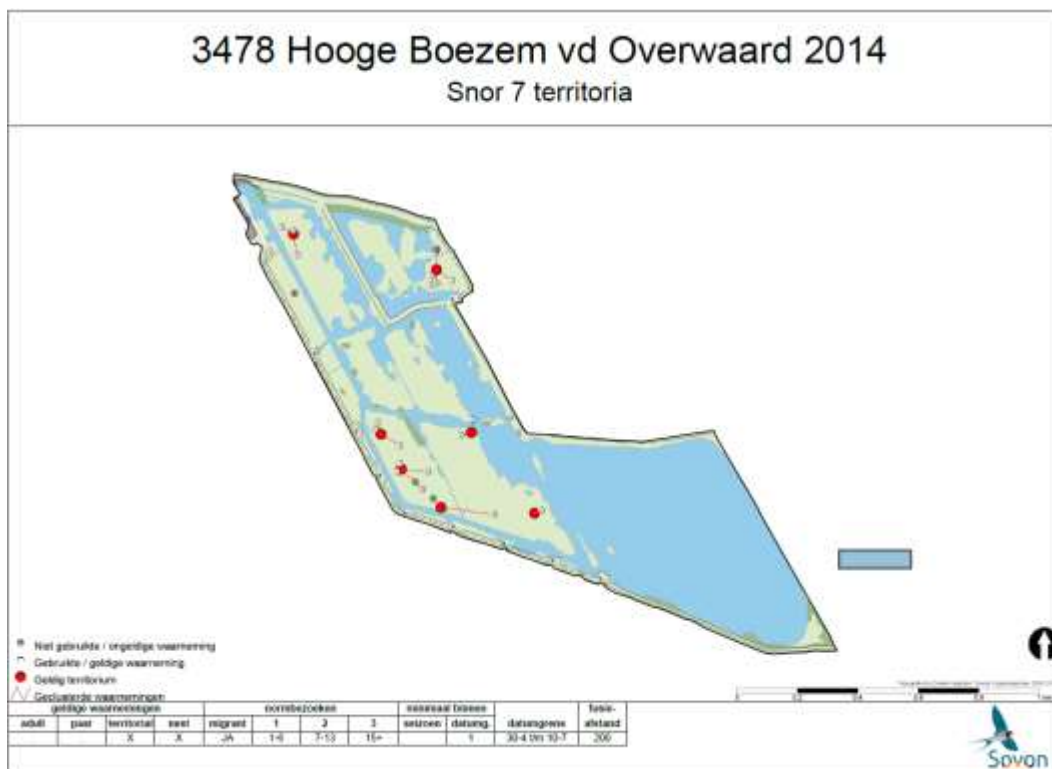 3478 Hooge Boezem vd Overwaard 2014
Snor 7 territoria
Niet gebruikte / ongeldige waarneming
Gebruikte / geldige waarneming
Geldig territorium
Geclusterde waarnemingen
geldige waarnemingen normbezoeken minimaal binnen fusie-
adult paar territoriaal nest migrant 1 2 3 seizoen datumg. datumgrens afstand
X X JA 1-6 7-13 15+ 1 30-4 t/m 10-7 200
Sovon